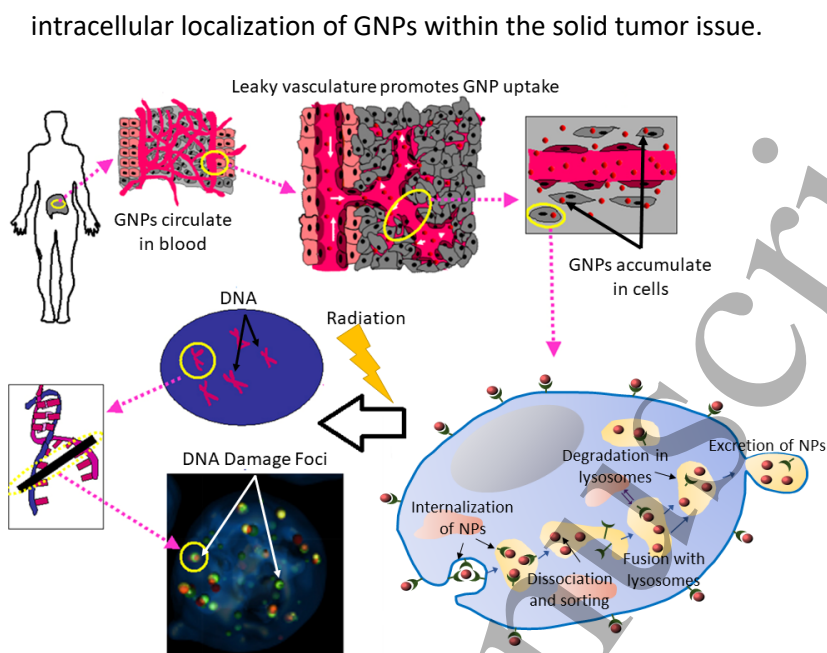 intracellular localization of GNPs within the solid tumor issue.
Leaky vasculature promotes GNP uptake
GNPs circulate
in blood
GNPs accumulate
in cells
DNA
Radiation
DNA Damage Foci
Degradation in
lysosomes
Excretion of NPs
Internalization
of NPs
Fusion with
lysosomes
Dissociation
and sorting
uscri